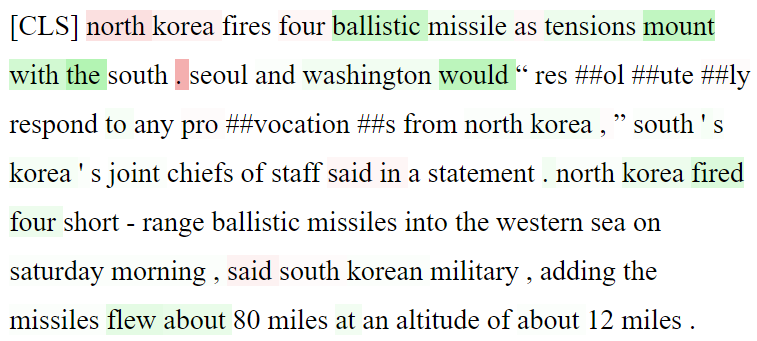 [CLS] north korea fires four ballistic missile as tensions mount
with the south . seoul and washington would “ res ##ol ##ute ##ly
respond to any pro ##vocation ##s from north korea , ” south ' s
korea ' s joint chiefs of staff said in a statement . north korea fired
four short - range ballistic missiles into the western sea on
saturday morning , said south korean military , adding the
missiles flew about 80 miles at an altitude of about 12 miles .